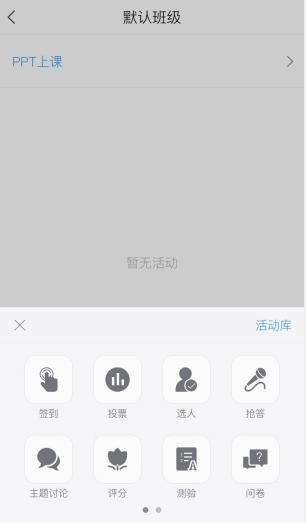 默认班级
PPT上课
暂无活动
活动库
签到 投票 选人 抢答
主题讨论 评分 测验 问卷